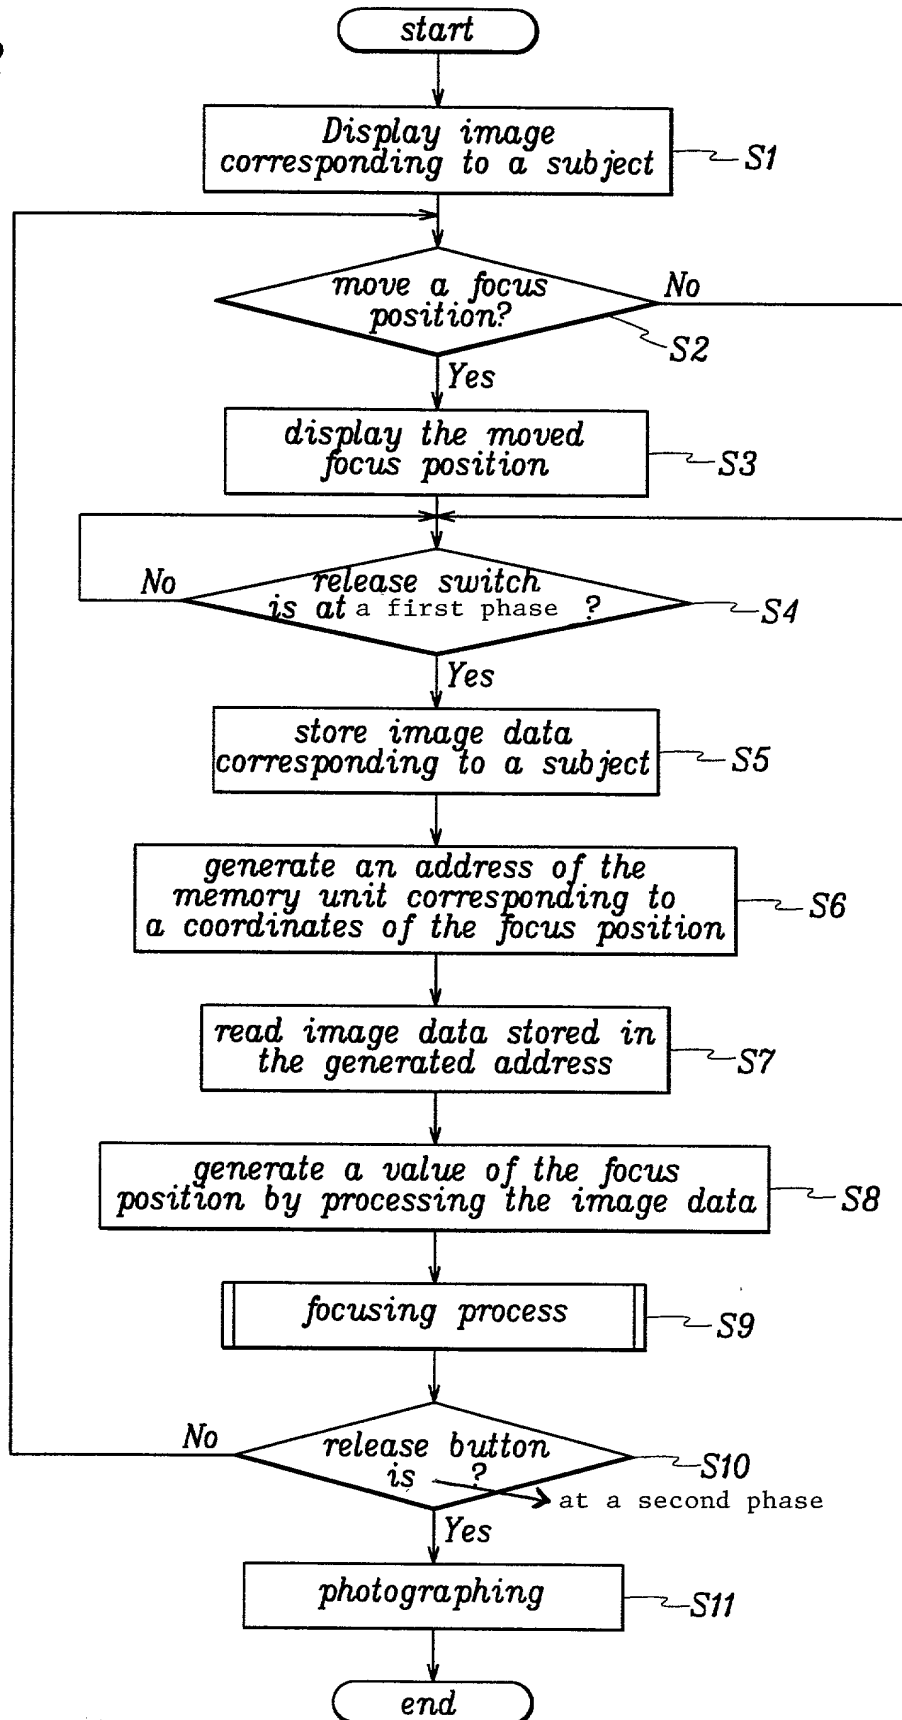 start
Display image
corresponding to a subject
S1
move a focus
position?
No
S2
Yes
display the moved
focus position
S3
No
release switch
is at a first phase ?
S4
Yes
store image data
corresponding to a subject
S5
generate an address of the
memory unit corresponding to
a coordinates of the focus position
S6
read image data stored in
the generated address
S7
generate a value of the focus
position by processing the image data
S8
focusing process
S9
No
release button
is ?
S10
at a second phase
Yes
photographing
S11
end